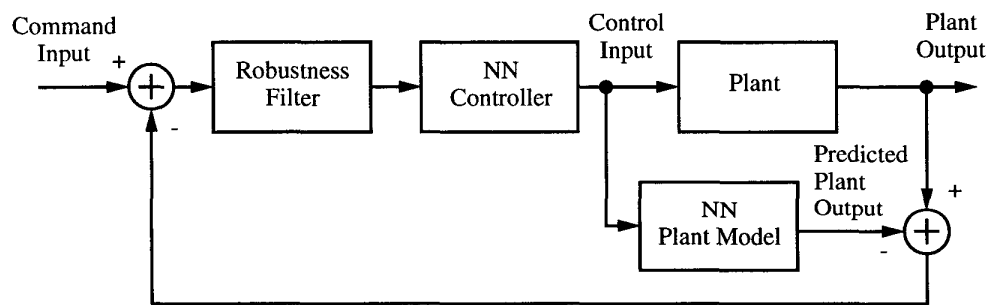 Command
Input
+
-
Robustness
Filter
NN
Controller
Control
Input
Plant
Plant
Output
Predicted
Plant
Output
NN
Plant Model
+
-